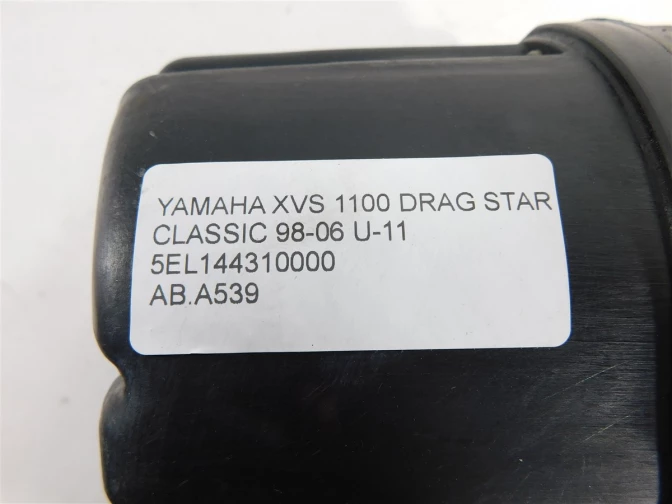 YAMAHA XVS 1100 DRAG STAR
CLASSIC 98-06 U-11
5EL144310000
AB.A539